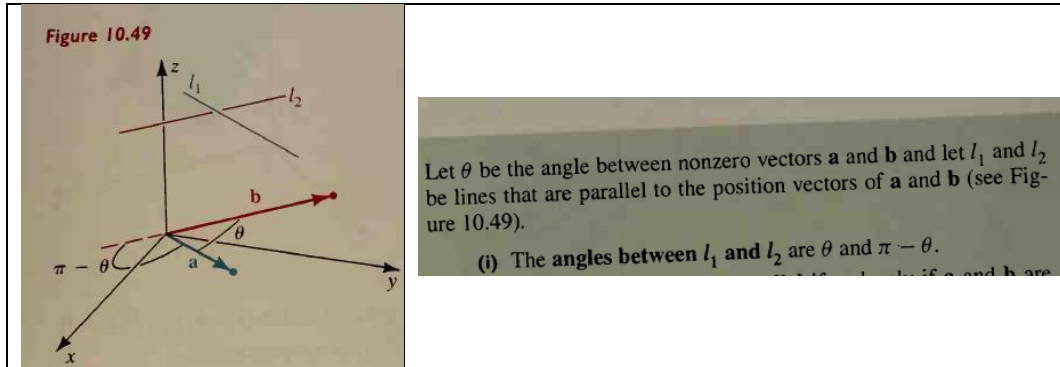 Figure 10.49
z
l₁
l₂
b
θ
π − θ
a
y
x
Let θ be the angle between nonzero vectors a and b and let l₁ and l₂
be lines that are parallel to the position vectors of a and b (see Fig-
ure 10.49).
(i) The angles between l₁ and l₂ are θ and π − θ.